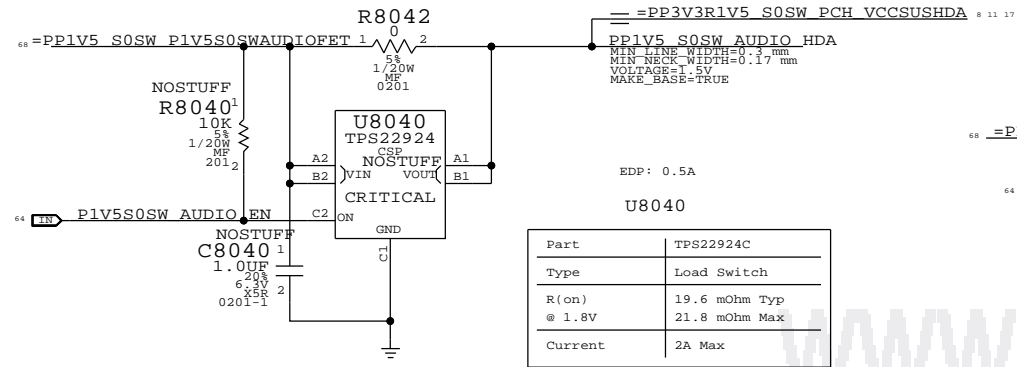 R8042
0
=PP3V3R1V5_S0SW_PCH_VCCSUSHDA 8 11 17
68 =PP1V5_S0SW_P1V5S0SWAUDIOFET 1 2
PP1V5_S0SW_AUDIO_HDA
5%
1/20W
MF
0201
MIN_LINE_WIDTH=0.3 mm
MIN_NECK_WIDTH=0.17 mm
VOLTAGE=1.5V
MAKE_BASE=TRUE
NOSTUFF
R8040 1
10K
5%
1/20W
MF
201 2
U8040
TPS22924
CSP
NOSTUFF
A2 A1
VIN VOUT
B2 B1
CRITICAL
C2 ON
GND
C1
64 IN P1V5S0SW_AUDIO_EN
NOSTUFF
C8040 1
1.0UF
20%
6.3V
X5R 2
0201-1
68 =P
64
EDP: 0.5A
U8040
Part TPS22924C
Type Load Switch
R(on) 19.6 mOhm Typ
@ 1.8V 21.8 mOhm Max
Current 2A Max
www